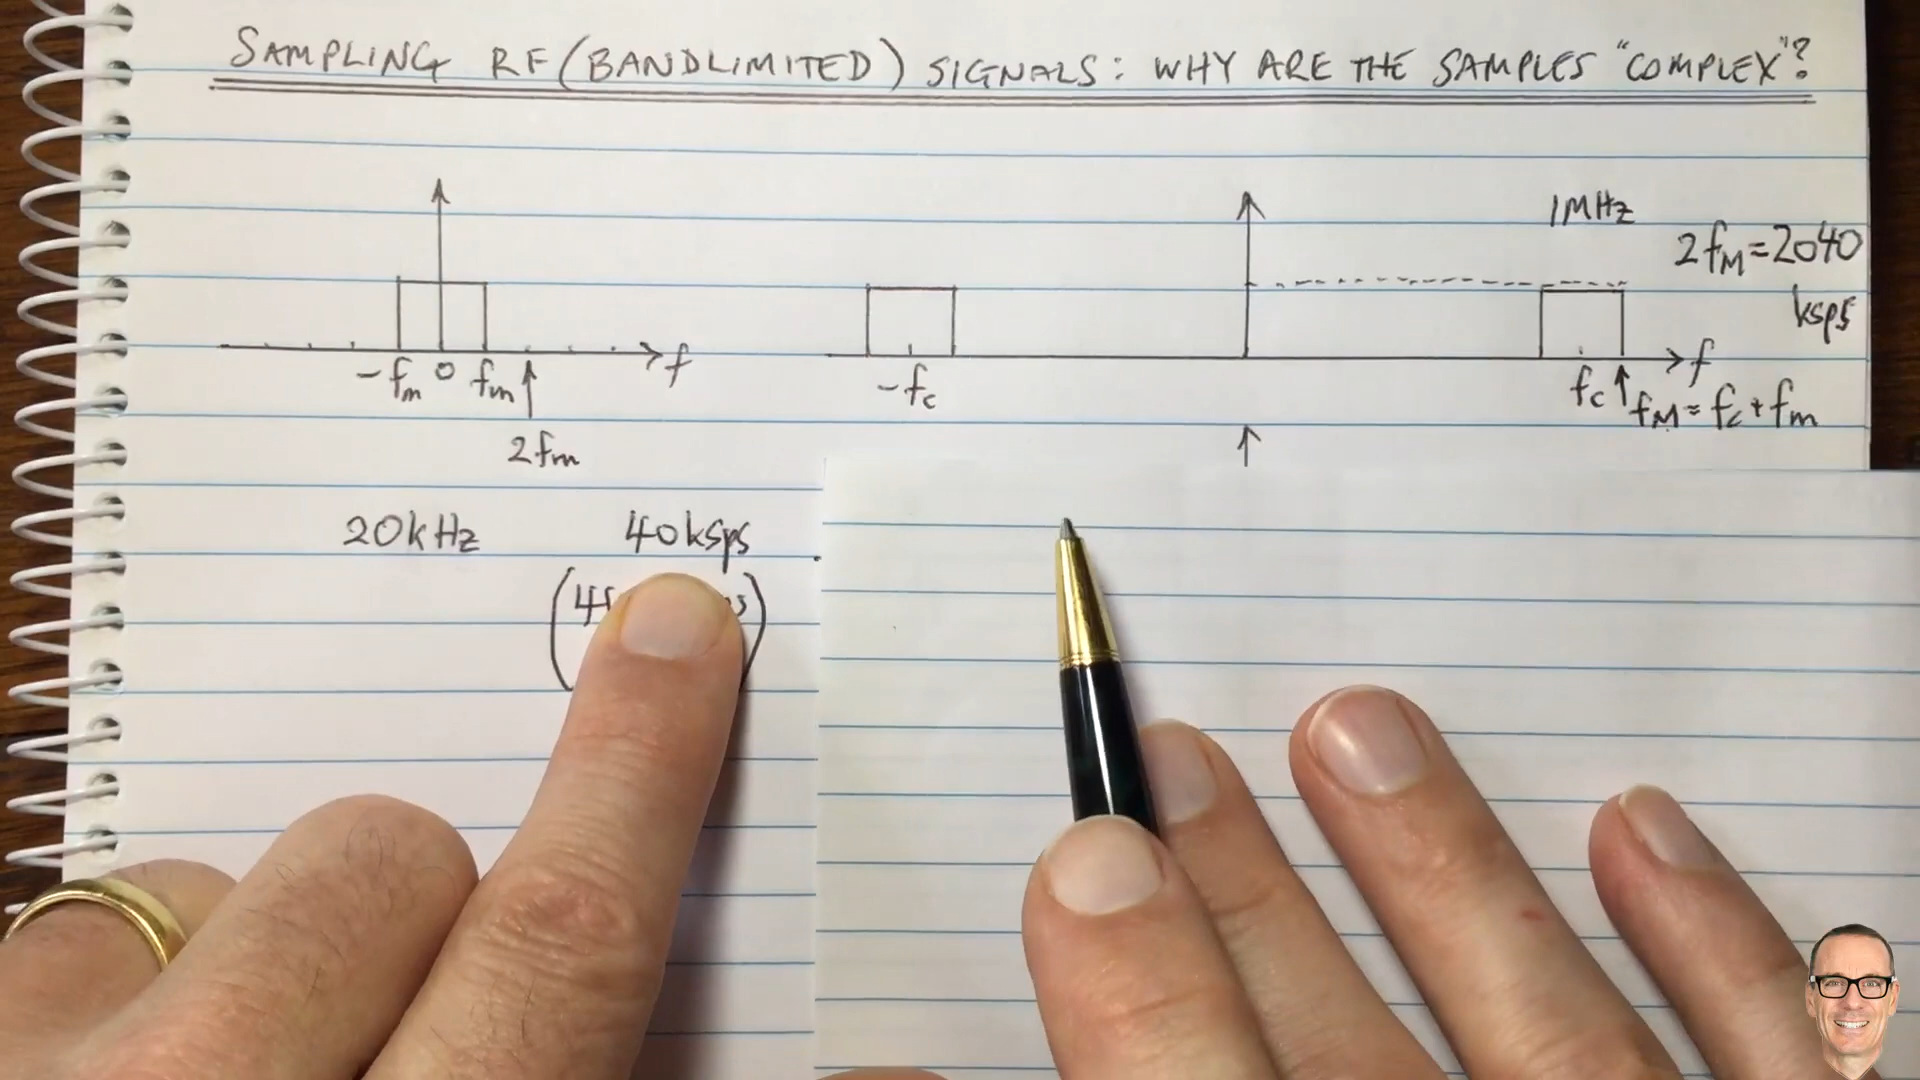 SAMPLING RF (BANDLIMITED) SIGNALS: WHY ARE THE SAMPLES "COMPLEX"?
1MHz
2fM = 2040
ksps
-fm 0 fm
f
2fm
-fc
f
fc
fM = fc + fm
20kHz
40ksps